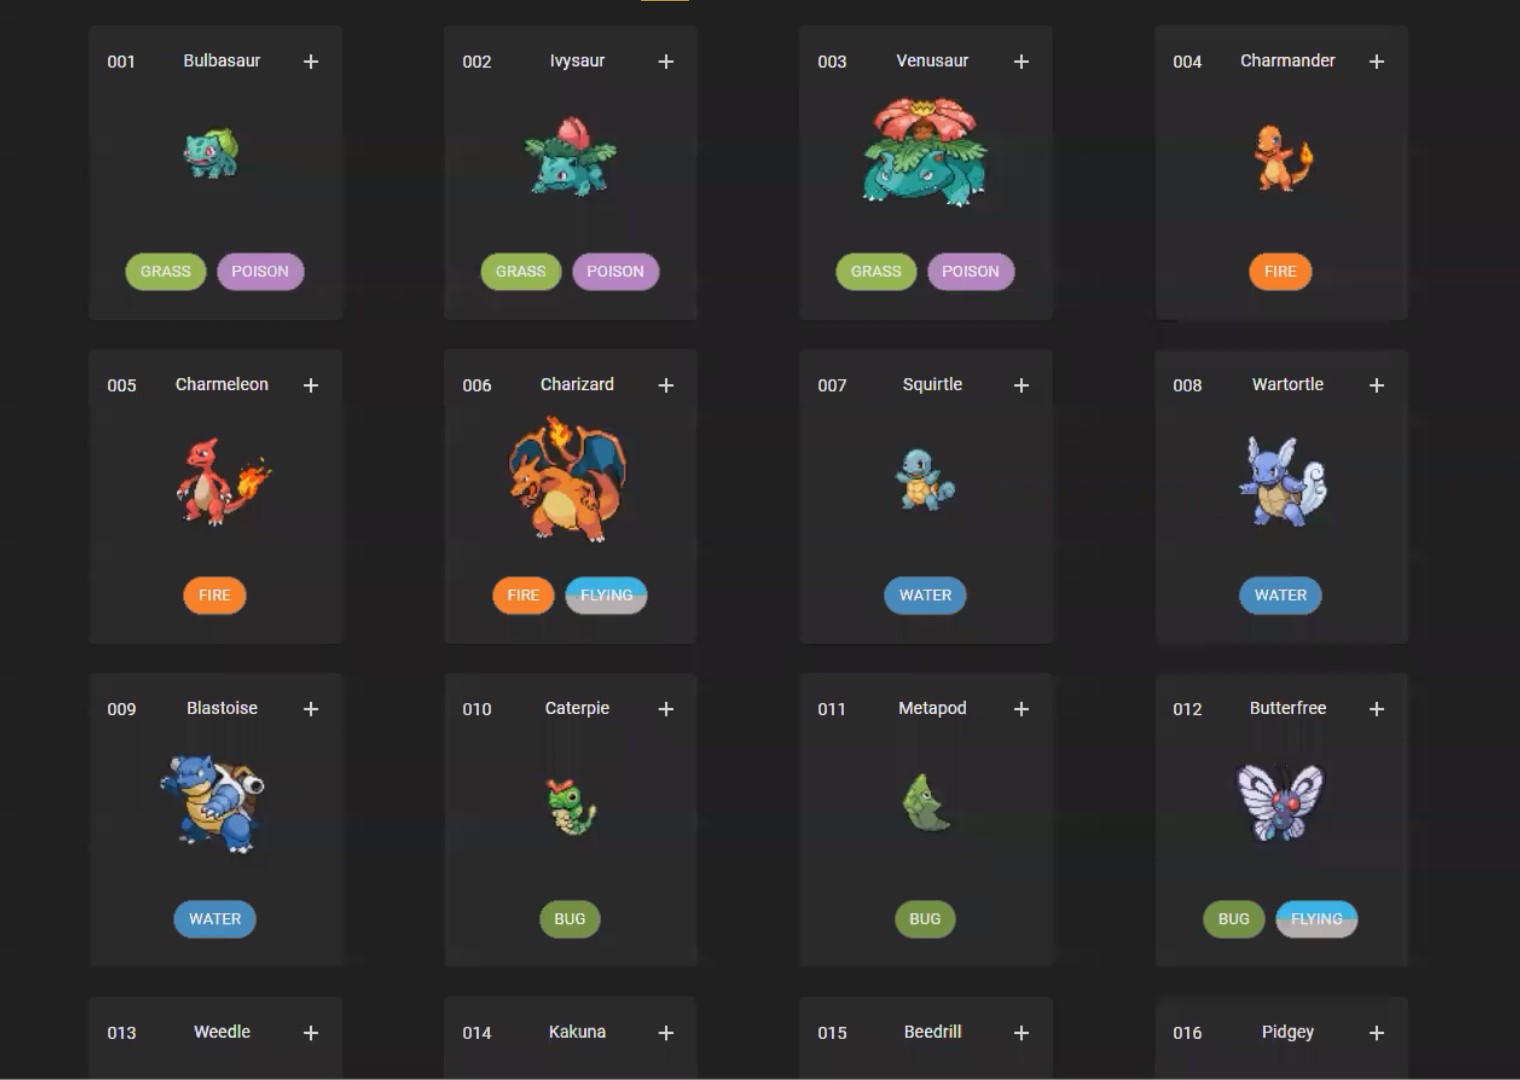 001 Bulbasaur +
002 Ivysaur +
003 Venusaur +
004 Charmander +
GRASS POISON
GRASS POISON
GRASS POISON
FIRE
005 Charmeleon +
006 Charizard +
007 Squirtle +
008 Wartortle +
FIRE
FIRE FLYING
WATER
WATER
009 Blastoise +
010 Caterpie +
011 Metapod +
012 Butterfree +
WATER
BUG
BUG
BUG FLYING
013 Weedle +
014 Kakuna +
015 Beedrill +
016 Pidgey +